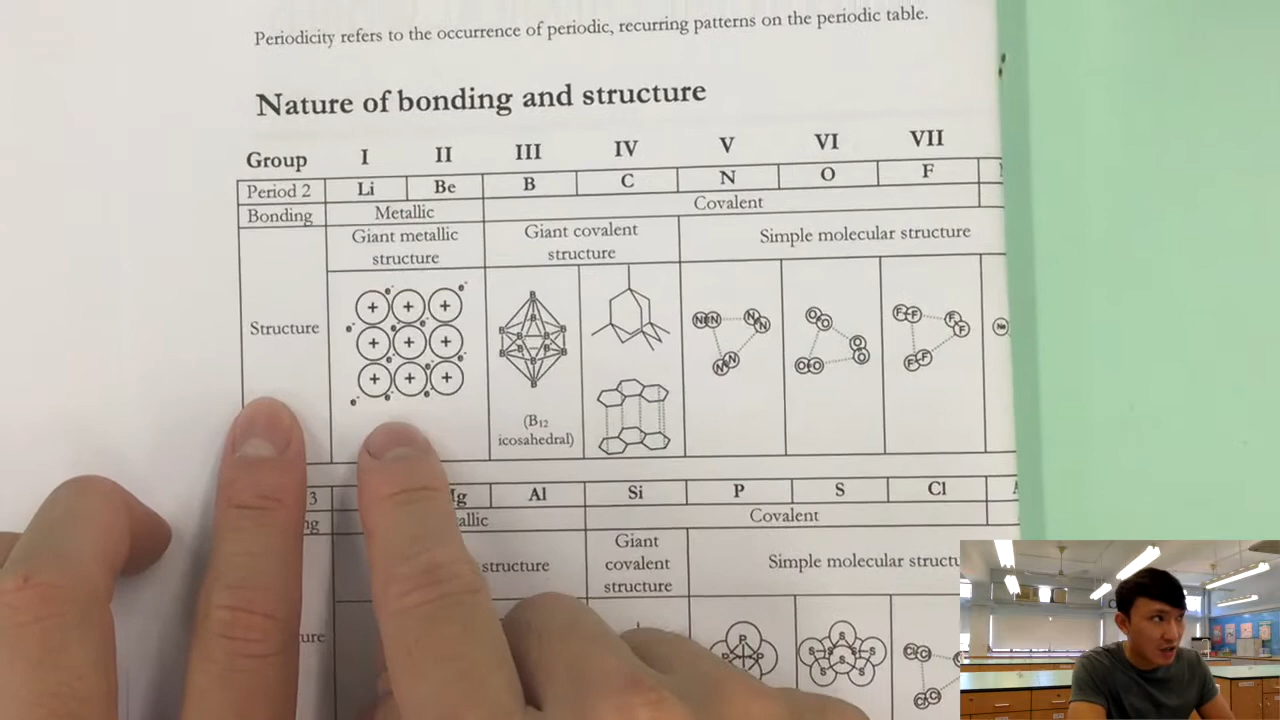 Periodicity refers to the occurrence of periodic, recurring patterns on the periodic table.
Nature of bonding and structure
Group I II III IV V VI VII
Period 2 Li Be B C N O F
Bonding Metallic Covalent
Giant metallic structure Giant covalent structure Simple molecular structure
Structure
(B12 icosahedral)
3 Mg Al Si P S Cl
Covalent
structure Giant covalent structure Simple molecular